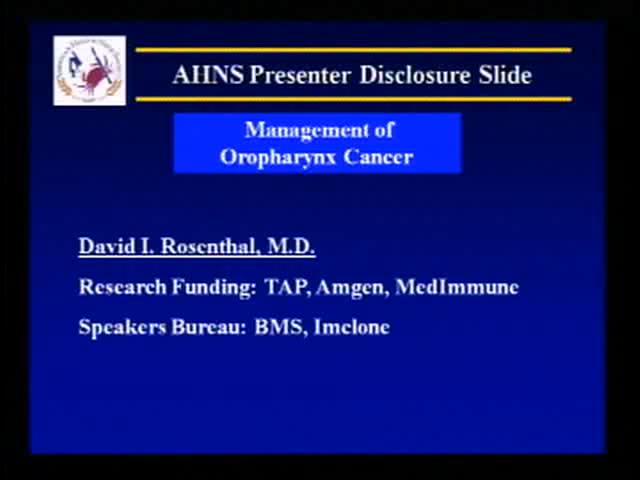 AHNS Presenter Disclosure Slide
Management of
Oropharynx Cancer
David I. Rosenthal, M.D.
Research Funding: TAP, Amgen, MedImmune
Speakers Bureau: BMS, Imclone